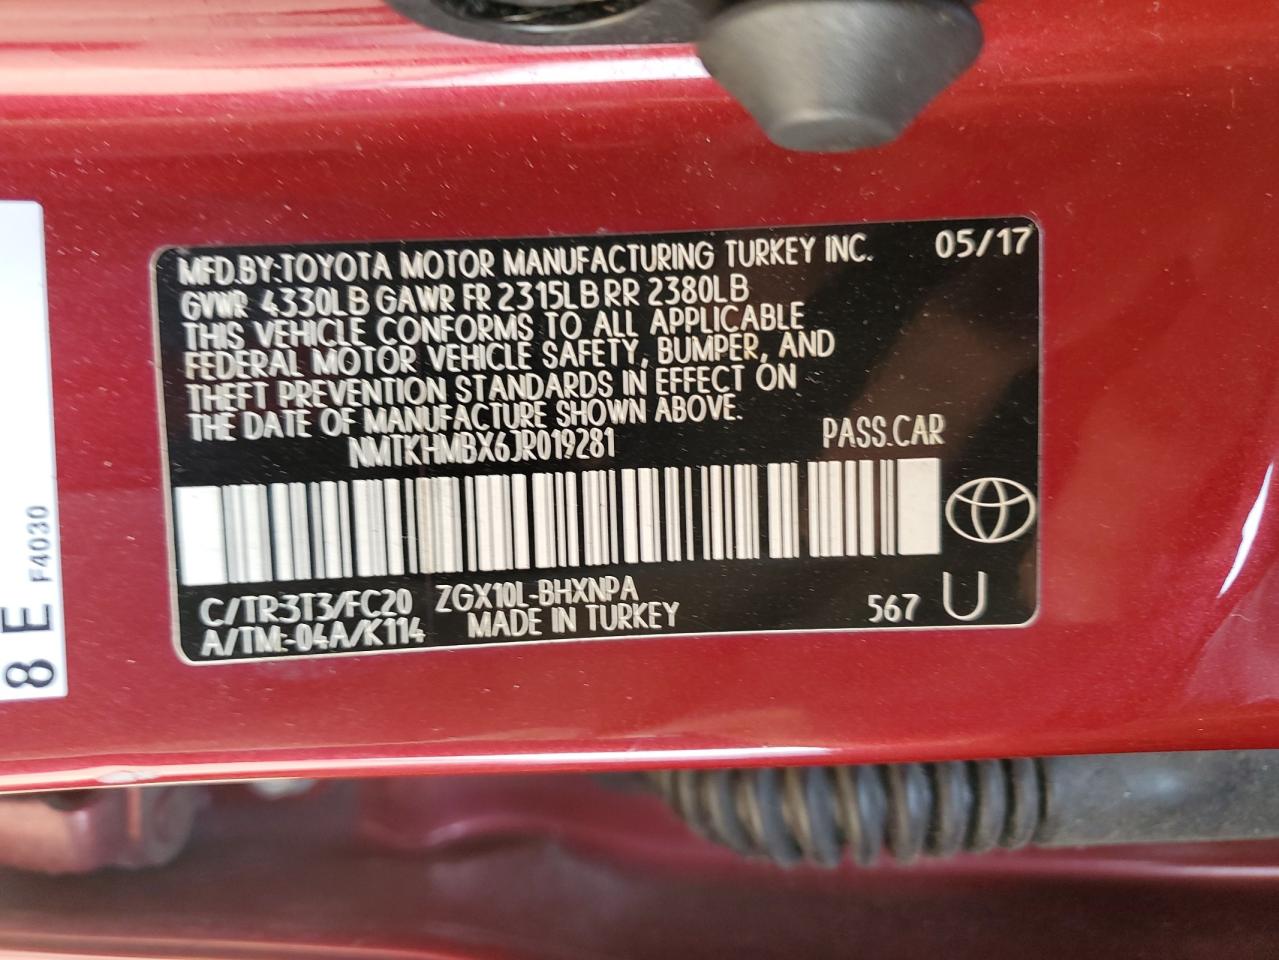 MFD.BY:TOYOTA MOTOR MANUFACTURING TURKEY INC. 05/17
GVWR 4330LB GAWR FR 2315LB RR 2380LB
THIS VEHICLE CONFORMS TO ALL APPLICABLE
FEDERAL MOTOR VEHICLE SAFETY, BUMPER, AND
THEFT PREVENTION STANDARDS IN EFFECT ON
THE DATE OF MANUFACTURE SHOWN ABOVE.
NMTKHMBX6JR019281 PASS.CAR
C/TR:3T3/FC20 ZGX10L-BHXNPA
A/TM:-04A/K114 MADE IN TURKEY 567 U
8 E F4030